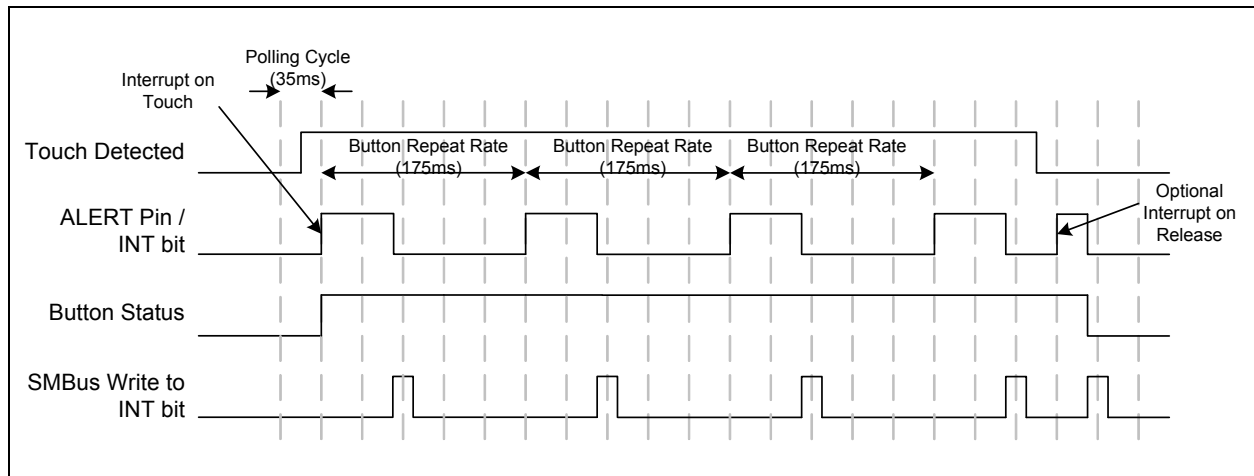 Polling Cycle
(35ms)
Interrupt on
Touch
Touch Detected
Button Repeat Rate
(175ms)
Button Repeat Rate
(175ms)
Button Repeat Rate
(175ms)
ALERT Pin /
INT bit
Optional
Interrupt on
Release
Button Status
SMBus Write to
INT bit